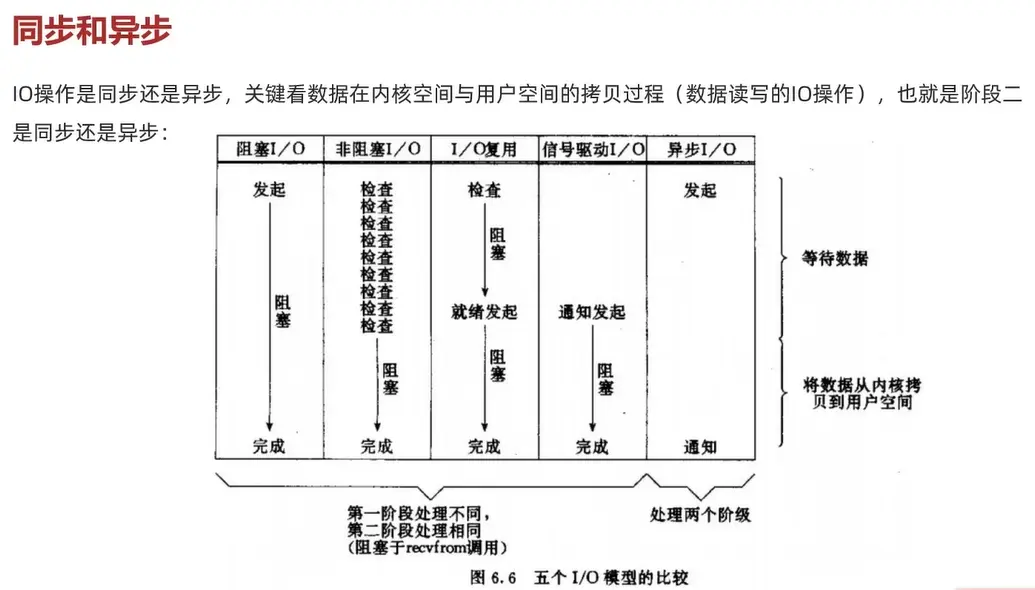 同步和异步
IO操作是同步还是异步，关键看数据在内核空间与用户空间的拷贝过程（数据读写的IO操作），也就是阶段二
是同步还是异步：
阻塞I/O 非阻塞I/O I/O复用 信号驱动I/O 异步I/O
发起 检查 检查 发起
检查
检查
检查
检查
检查
检查
检查
检查
阻塞
阻塞
等待数据
就绪发起 通知发起
阻塞 阻塞 阻塞
将数据从内核拷
贝到用户空间
完成 完成 完成 完成 通知
第一阶段处理不同，
第二阶段处理相同
(阻塞于recvfrom调用)
处理两个阶级
图 6.6 五个 I/O 模型的比较